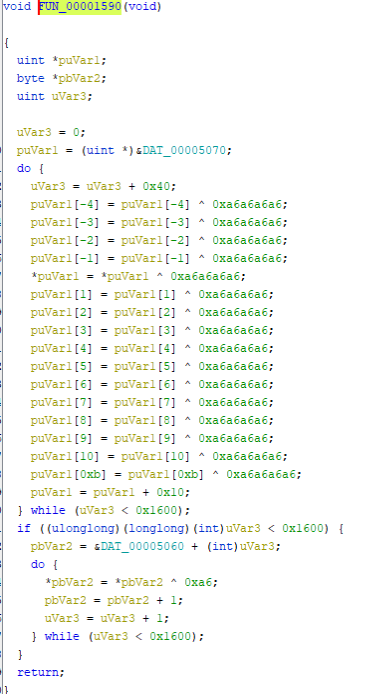 void FUN_00001590(void)
{
uint *puVar1;
byte *pbVar2;
uint uVar3;
uVar3 = 0;
puVar1 = (uint *)&DAT_00005070;
do {
uVar3 = uVar3 + 0x40;
puVar1[-4] = puVar1[-4] ^ 0xa6a6a6a6;
puVar1[-3] = puVar1[-3] ^ 0xa6a6a6a6;
puVar1[-2] = puVar1[-2] ^ 0xa6a6a6a6;
puVar1[-1] = puVar1[-1] ^ 0xa6a6a6a6;
*puVar1 = *puVar1 ^ 0xa6a6a6a6;
puVar1[1] = puVar1[1] ^ 0xa6a6a6a6;
puVar1[2] = puVar1[2] ^ 0xa6a6a6a6;
puVar1[3] = puVar1[3] ^ 0xa6a6a6a6;
puVar1[4] = puVar1[4] ^ 0xa6a6a6a6;
puVar1[5] = puVar1[5] ^ 0xa6a6a6a6;
puVar1[6] = puVar1[6] ^ 0xa6a6a6a6;
puVar1[7] = puVar1[7] ^ 0xa6a6a6a6;
puVar1[8] = puVar1[8] ^ 0xa6a6a6a6;
puVar1[9] = puVar1[9] ^ 0xa6a6a6a6;
puVar1[10] = puVar1[10] ^ 0xa6a6a6a6;
puVar1[0xb] = puVar1[0xb] ^ 0xa6a6a6a6;
puVar1 = puVar1 + 0x10;
} while (uVar3 < 0x1600);
if ((ulonglong)(longlong)(int)uVar3 < 0x1600) {
pbVar2 = &DAT_00005060 + (int)uVar3;
do {
*pbVar2 = *pbVar2 ^ 0xa6;
pbVar2 = pbVar2 + 1;
uVar3 = uVar3 + 1;
} while (uVar3 < 0x1600);
}
return;
}